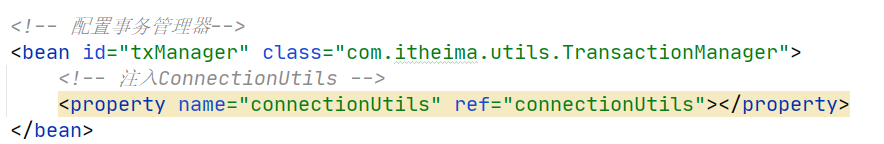 <!-- 配置事务管理器-->
<bean id="txManager" class="com.itheima.utils.TransactionManager">
<!-- 注入ConnectionUtils -->
<property name="connectionUtils" ref="connectionUtils"></property>
</bean>